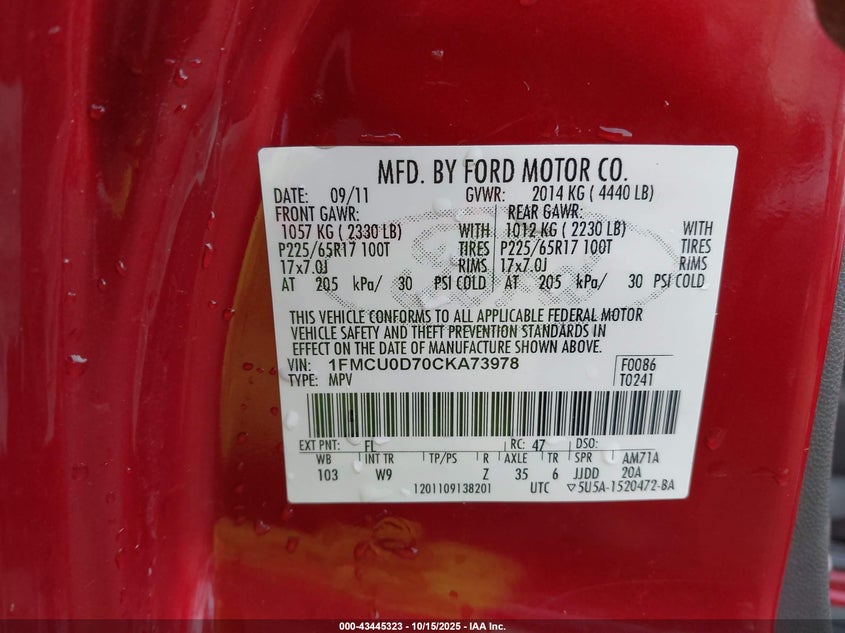 MFD. BY FORD MOTOR CO.
DATE: 09/11 GVWR: 2014 KG ( 4440 LB)
FRONT GAWR: REAR GAWR:
1057 KG ( 2330 LB) WITH 1012 KG ( 2230 LB) WITH
P225/65R17 100T TIRES P225/65R17 100T TIRES
17x7.0J RIMS 17x7.0J RIMS
AT 205 kPa/ 30 PSI COLD AT 205 kPa/ 30 PSI COLD
THIS VEHICLE CONFORMS TO ALL APPLICABLE FEDERAL MOTOR
VEHICLE SAFETY AND THEFT PREVENTION STANDARDS IN
EFFECT ON THE DATE OF MANUFACTURE SHOWN ABOVE.
VIN: 1FMCU0D70CKA73978 F0086
TYPE: MPV T0241
EXT PNT: FL RC: 47 DSO:
WB INT TR TP/PS R AXLE TR SPR AM71A
103 W9 Z 35 6 JJDD 20A
1201109138201 UTC ▽5U5A-1520472-BA
000-43445323 - 10/15/2025 - IAA Inc.